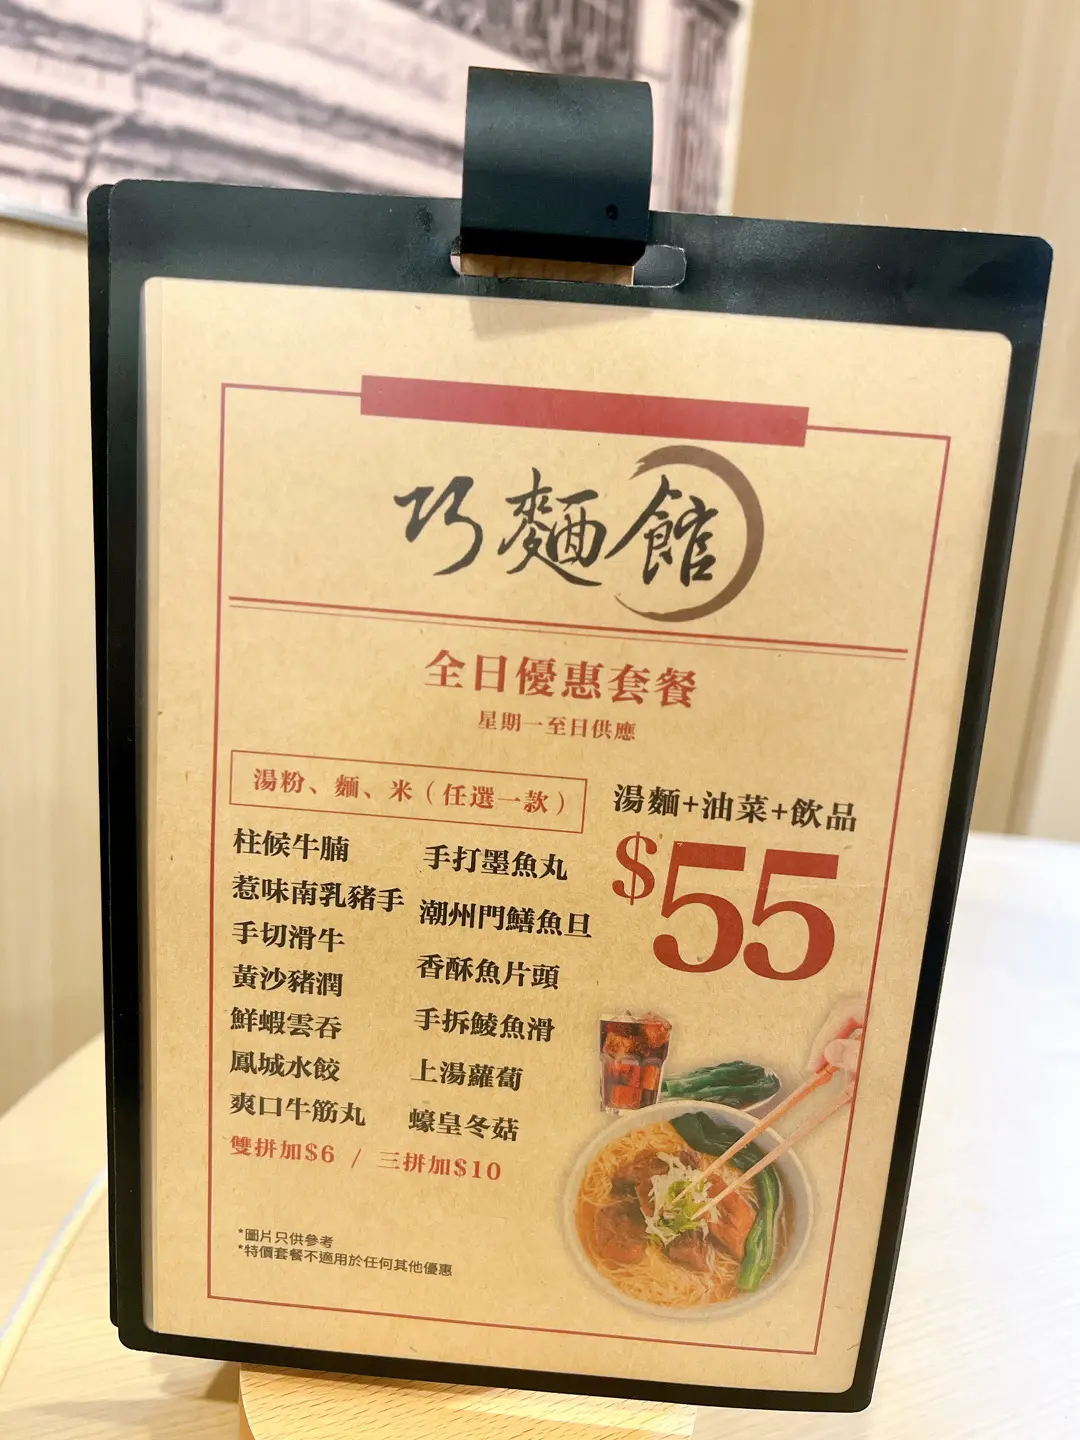 巧麵館
全日優惠套餐
星期一至日供應
湯粉、麵、米（任選一款）
柱候牛腩
惹味南乳豬手
手切滑牛
黃沙豬潤
鮮蝦雲吞
鳳城水餃
爽口牛筋丸
手打墨魚丸
潮州門鱔魚旦
香酥魚片頭
手拆鯪魚滑
上湯蘿蔔
蠔皇冬菇
雙拼加$6 / 三拼加$10
湯麵+油菜+飲品
$55
*圖片只供參考
*特價套餐不適用於任何其他優惠